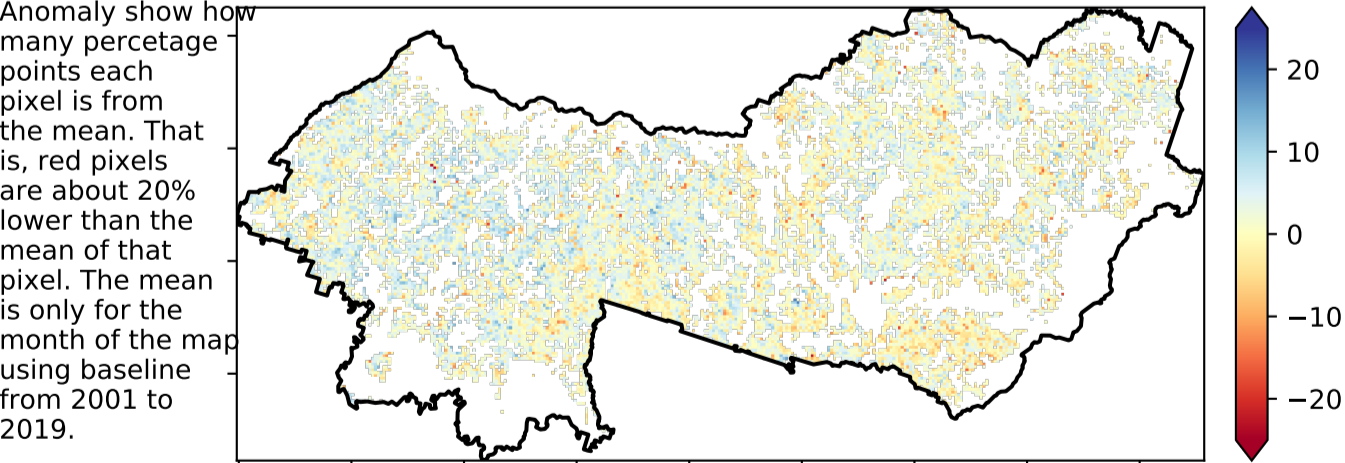 Anomaly show how
many percetage
points each
pixel is from
the mean. That
is, red pixels
are about 20%
lower than the
mean of that
pixel. The mean
is only for the
month of the map
using baseline
from 2001 to
2019.
20
10
0
−10
−20